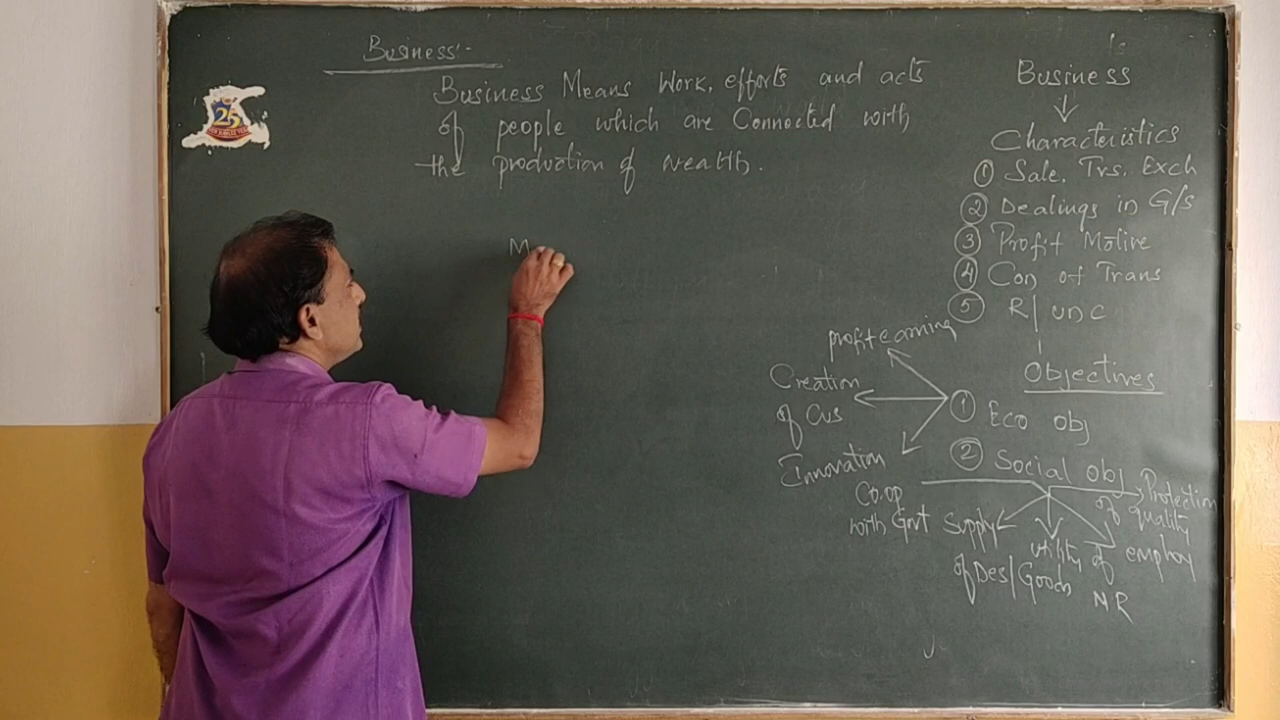 Business:-
Business Means Work, efforts and acts
of people which are Connected with
the production of wealth.
M
25
Business
Characteristics
① Sale. Trs. Exch
② Dealings in G/S
③ Profit Motive
④ Con of Trans
⑤ R/ unc
Objectives
① Eco obj
profit earning
Creation
of Cus
Innovation
② Social obj
Co.op
with Govt
Supply
of Des/Goods
utility of
NR
employ
Protection
of quality